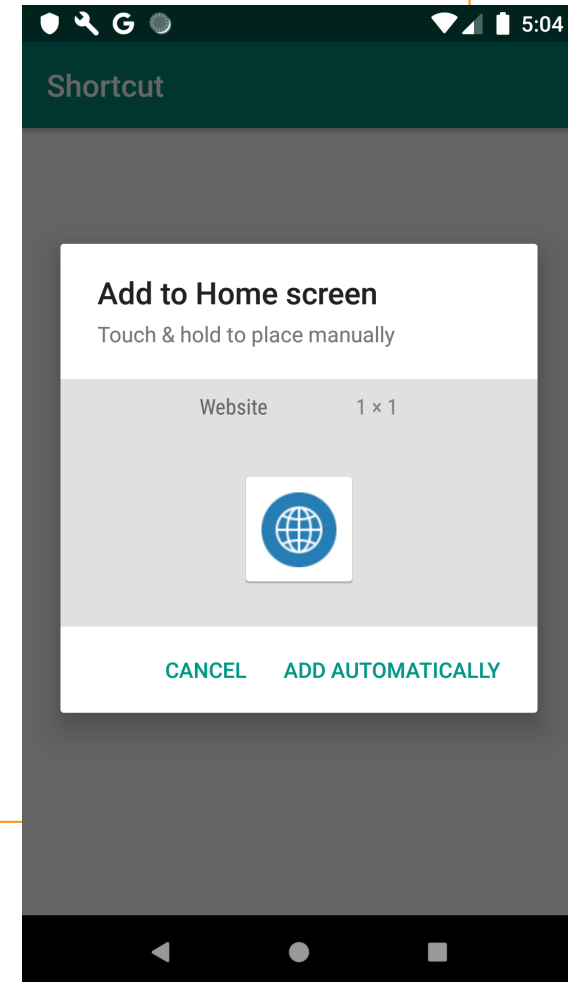 5:04
Shortcut
Add to Home screen
Touch & hold to place manually
Website 1 × 1
CANCEL ADD AUTOMATICALLY